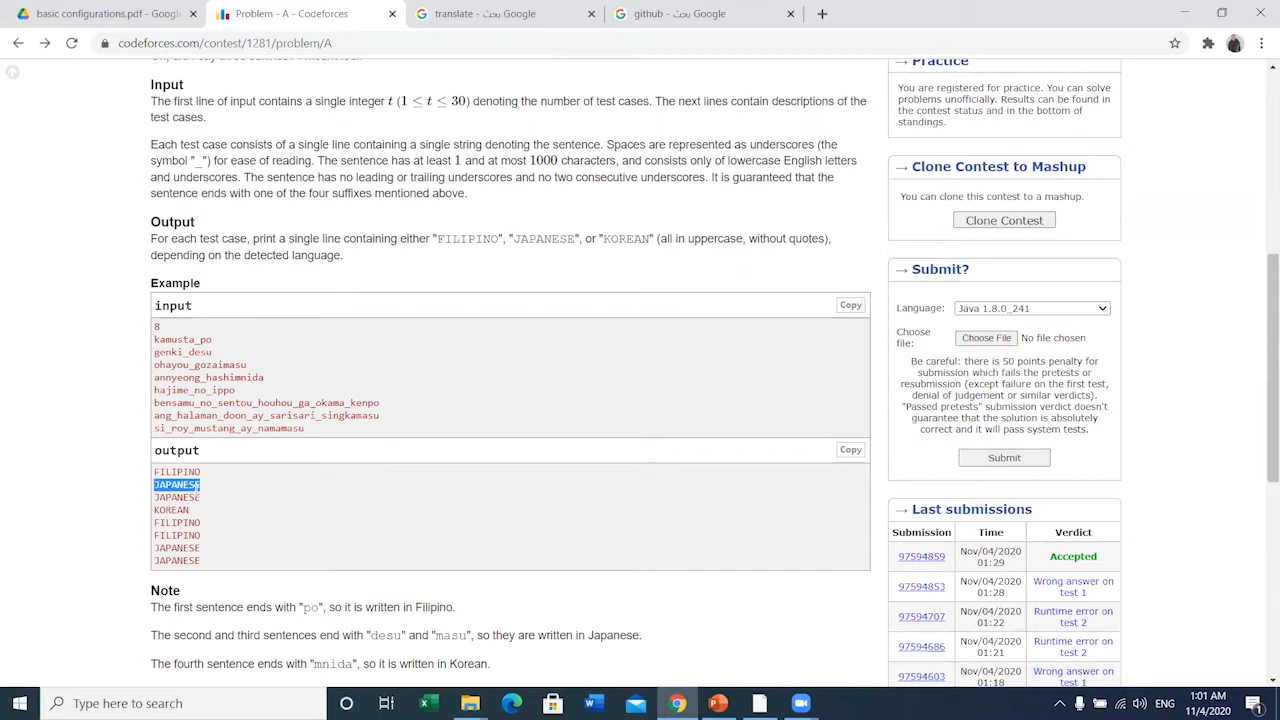 basic configurations.pdf - Google
Problem - A - Codeforces
translate - بحث Google
github - بحث Google
codeforces.com/contest/1281/problem/A
Input
The first line of input contains a single integer t (1 ≤ t ≤ 30) denoting the number of test cases. The next lines contain descriptions of the
test cases.
Each test case consists of a single line containing a single string denoting the sentence. Spaces are represented as underscores (the
symbol "_") for ease of reading. The sentence has at least 1 and at most 1000 characters, and consists only of lowercase English letters
and underscores. The sentence has no leading or trailing underscores and no two consecutive underscores. It is guaranteed that the
sentence ends with one of the four suffixes mentioned above.
Output
For each test case, print a single line containing either "FILIPINO", "JAPANESE", or "KOREAN" (all in uppercase, without quotes),
depending on the detected language.
Example
input
Copy
8
kamusta_po
genki_desu
ohayou_gozaimasu
annyeong_hashimnida
hajime_no_ippo
bensamu_no_sentou_houhou_ga_okama_kenpo
ang_halaman_doon_ay_sarisari_singkamasu
si_roy_mustang_ay_namamasu
output
Copy
FILIPINO
JAPANESE
JAPANESE
KOREAN
FILIPINO
FILIPINO
JAPANESE
JAPANESE
Note
The first sentence ends with "po", so it is written in Filipino.
The second and third sentences end with "desu" and "masu", so they are written in Japanese.
The fourth sentence ends with "mnida", so it is written in Korean.
→ Practice
You are registered for practice. You can solve
problems unofficially. Results can be found in
the contest status and in the bottom of
standings.
→ Clone Contest to Mashup
You can clone this contest to a mashup.
Clone Contest
→ Submit?
Language: Java 1.8.0_241
Choose
file: Choose File No file chosen
Be careful: there is 50 points penalty for
submission which fails the pretests or
resubmission (except failure on the first test,
denial of judgement or similar verdicts).
"Passed pretests" submission verdict doesn't
guarantee that the solution is absolutely
correct and it will pass system tests.
Submit
→ Last submissions
Submission Time Verdict
97594859 Nov/04/2020 01:29 Accepted
97594853 Nov/04/2020 01:28 Wrong answer on test 1
97594707 Nov/04/2020 01:22 Runtime error on test 2
97594686 Nov/04/2020 01:21 Runtime error on test 2
97594603 Nov/04/2020 01:18 Wrong answer on test 1
Type here to search
1:01 AM
11/4/2020